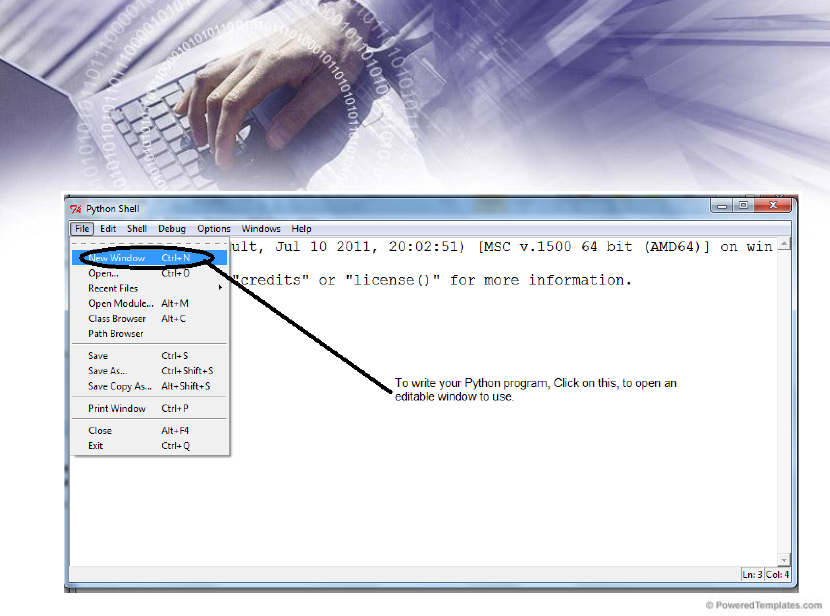 Python Shell
File Edit Shell Debug Options Windows Help
ult, Jul 10 2011, 20:02:51) [MSC v.1500 64 bit (AMD64)] on win
New Window Ctrl+N
Open... Ctrl+O
"credits" or "license()" for more information.
Recent Files
Open Module... Alt+M
Class Browser Alt+C
Path Browser
Save Ctrl+S
Save As... Ctrl+Shift+S
Save Copy As... Alt+Shift+S
Print Window Ctrl+P
Close Alt+F4
Exit Ctrl+Q
To write your Python program, Click on this, to open an
editable window to use.
Ln: 3 Col: 4
© PoweredTemplates.com